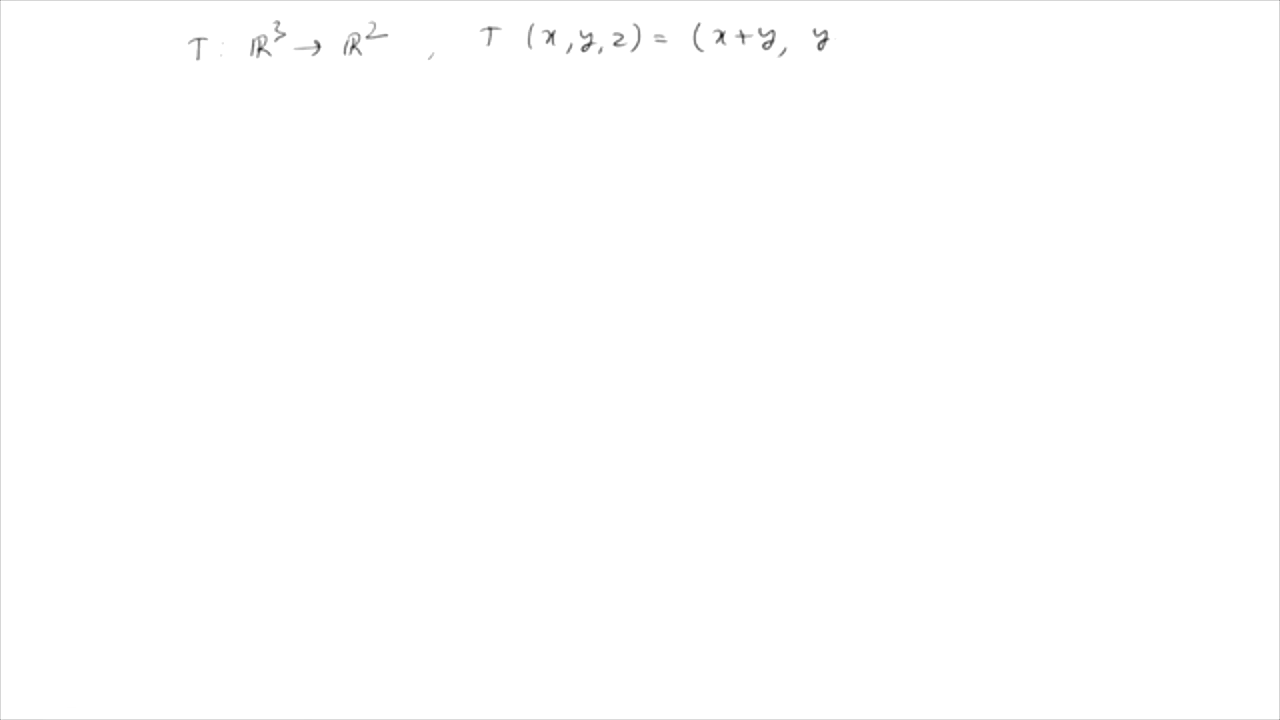 T: ℝ³ → ℝ² , T (x,y,z) = (x+y, y